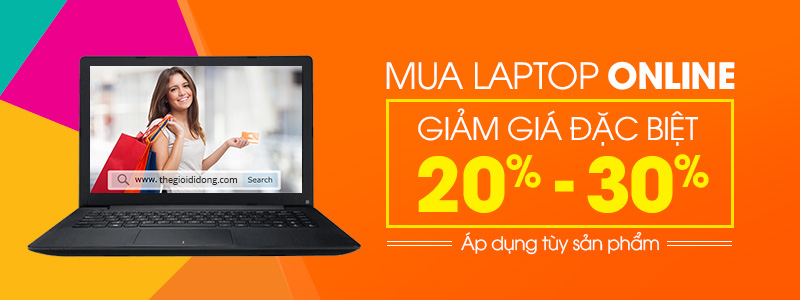 www. thegioididong.com Search
MUA LAPTOP ONLINE
GIẢM GIÁ ĐẶC BIỆT
20% - 30%
Áp dụng tùy sản phẩm